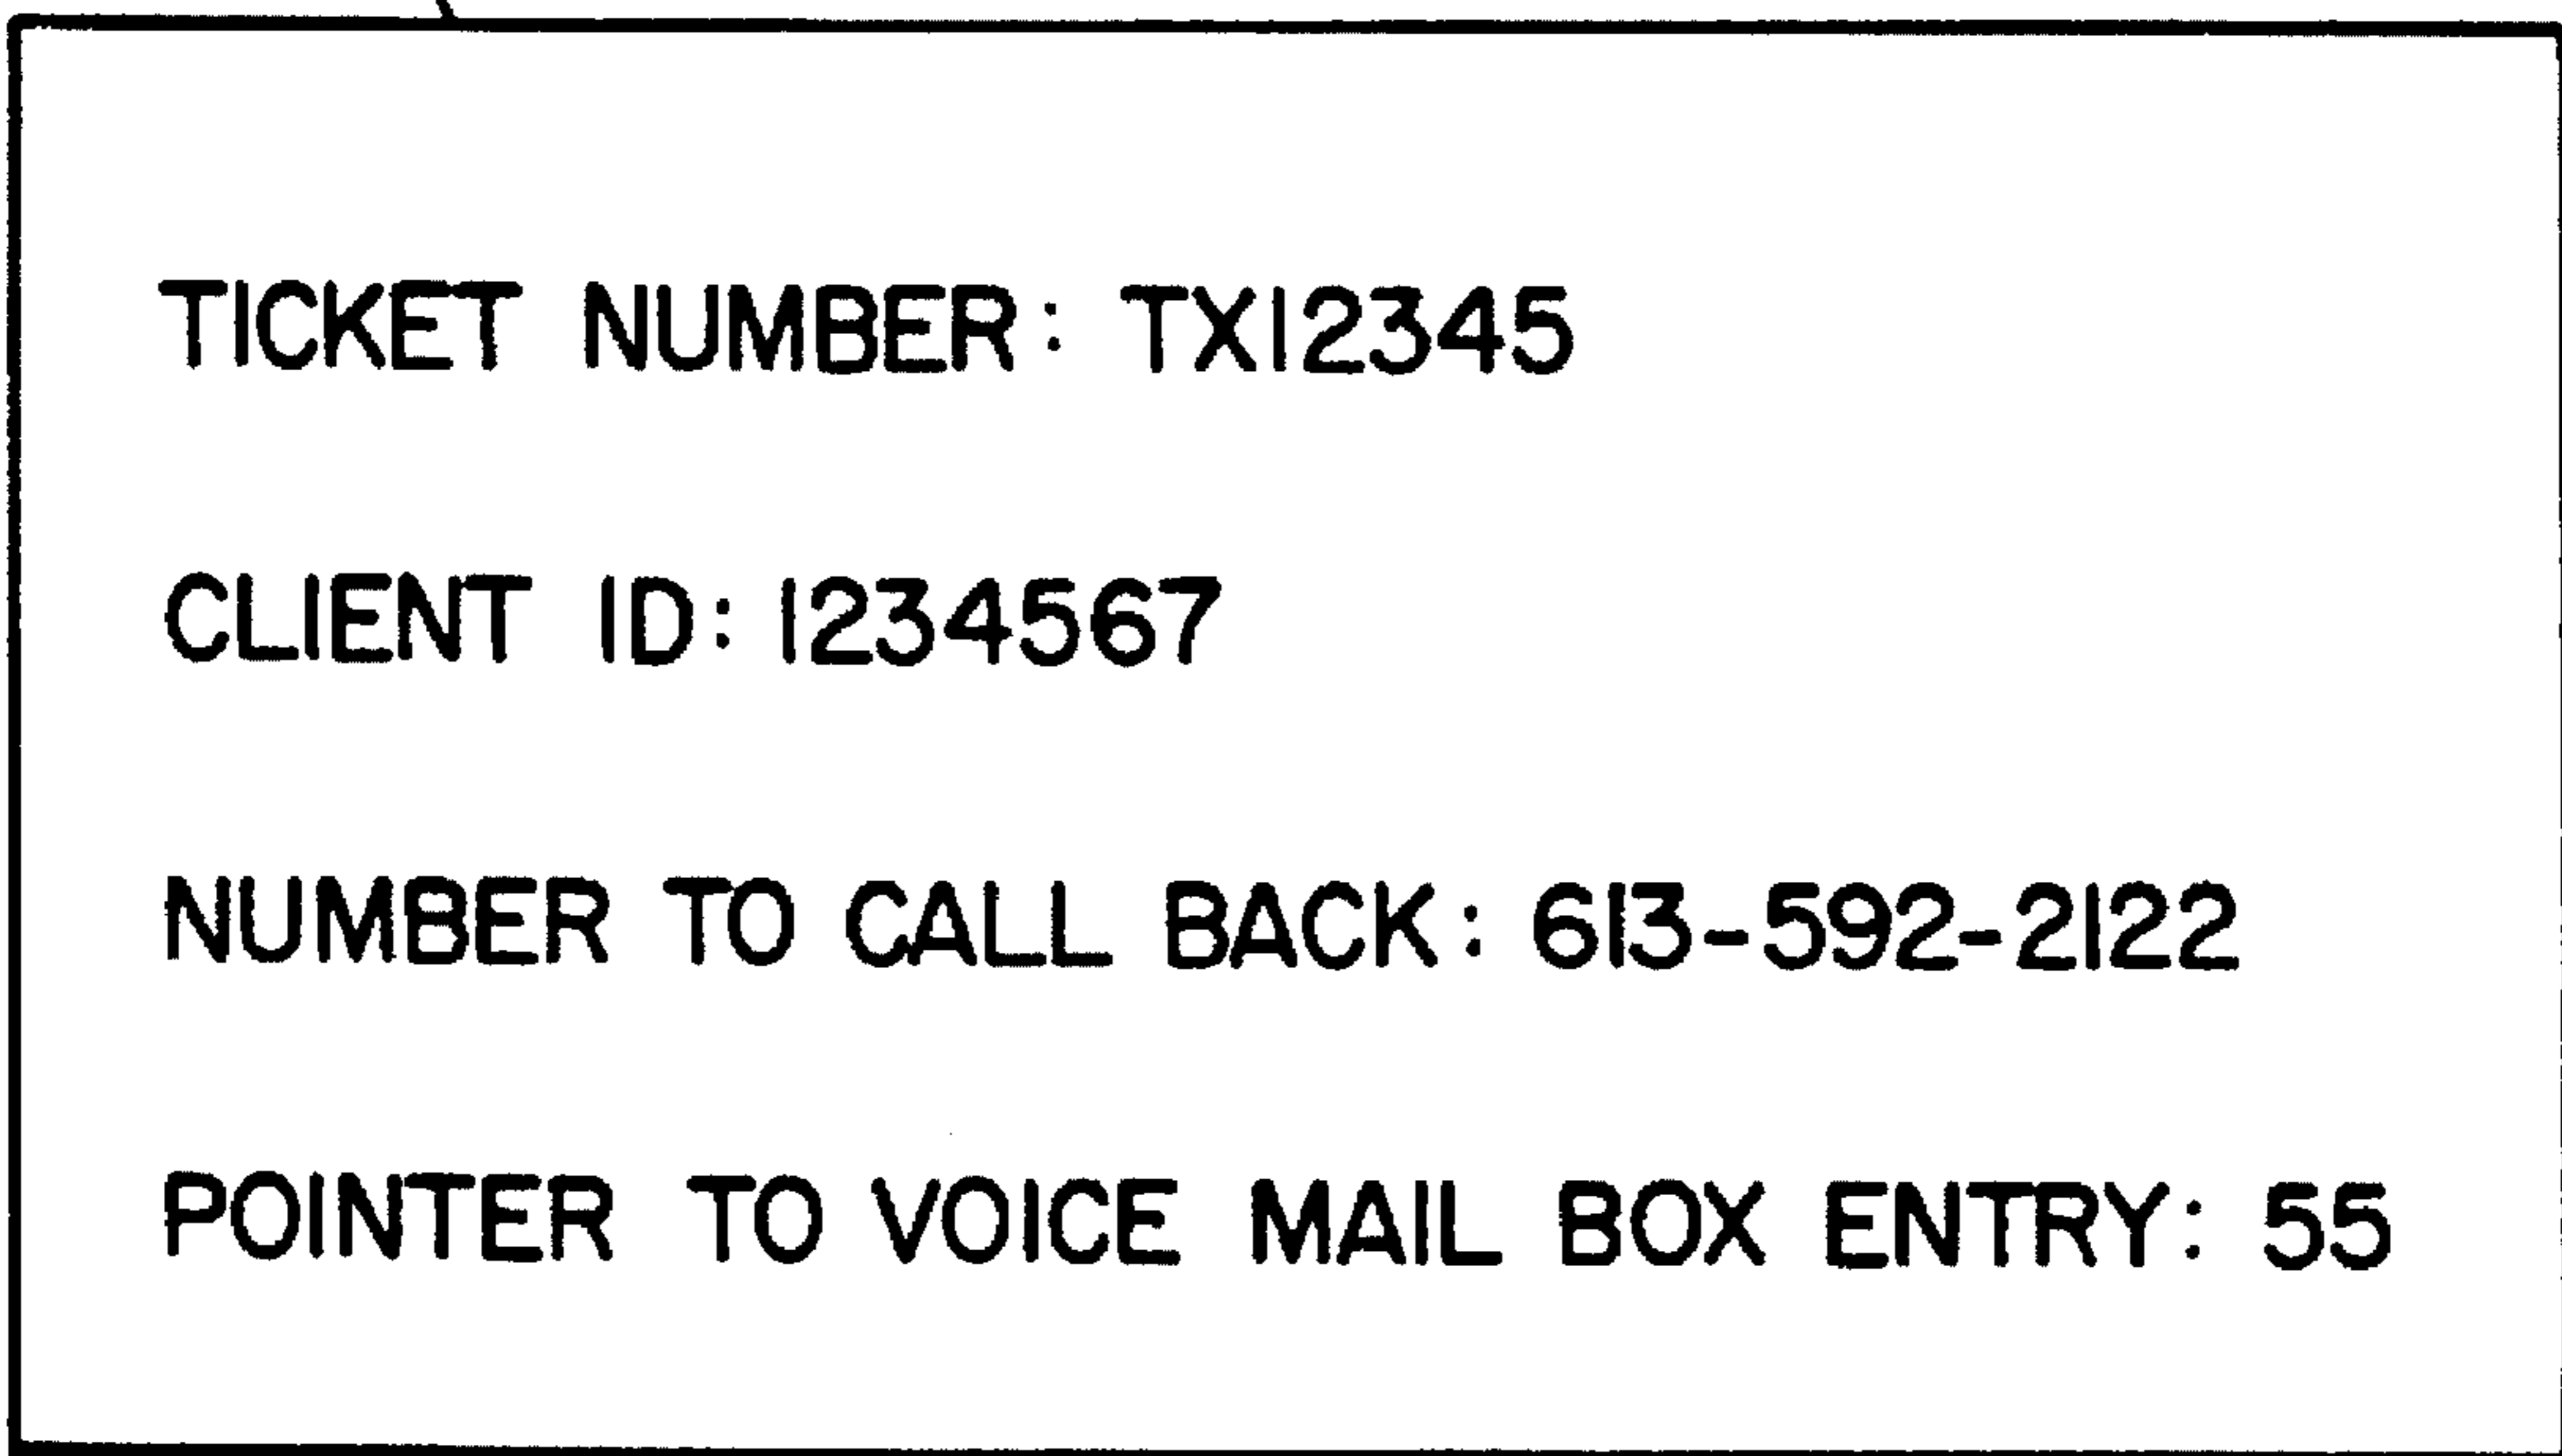 TICKET NUMBER: TX12345
CLIENT ID: 1234567
NUMBER TO CALL BACK: 613-592-2122
POINTER TO VOICE MAIL BOX ENTRY: 55